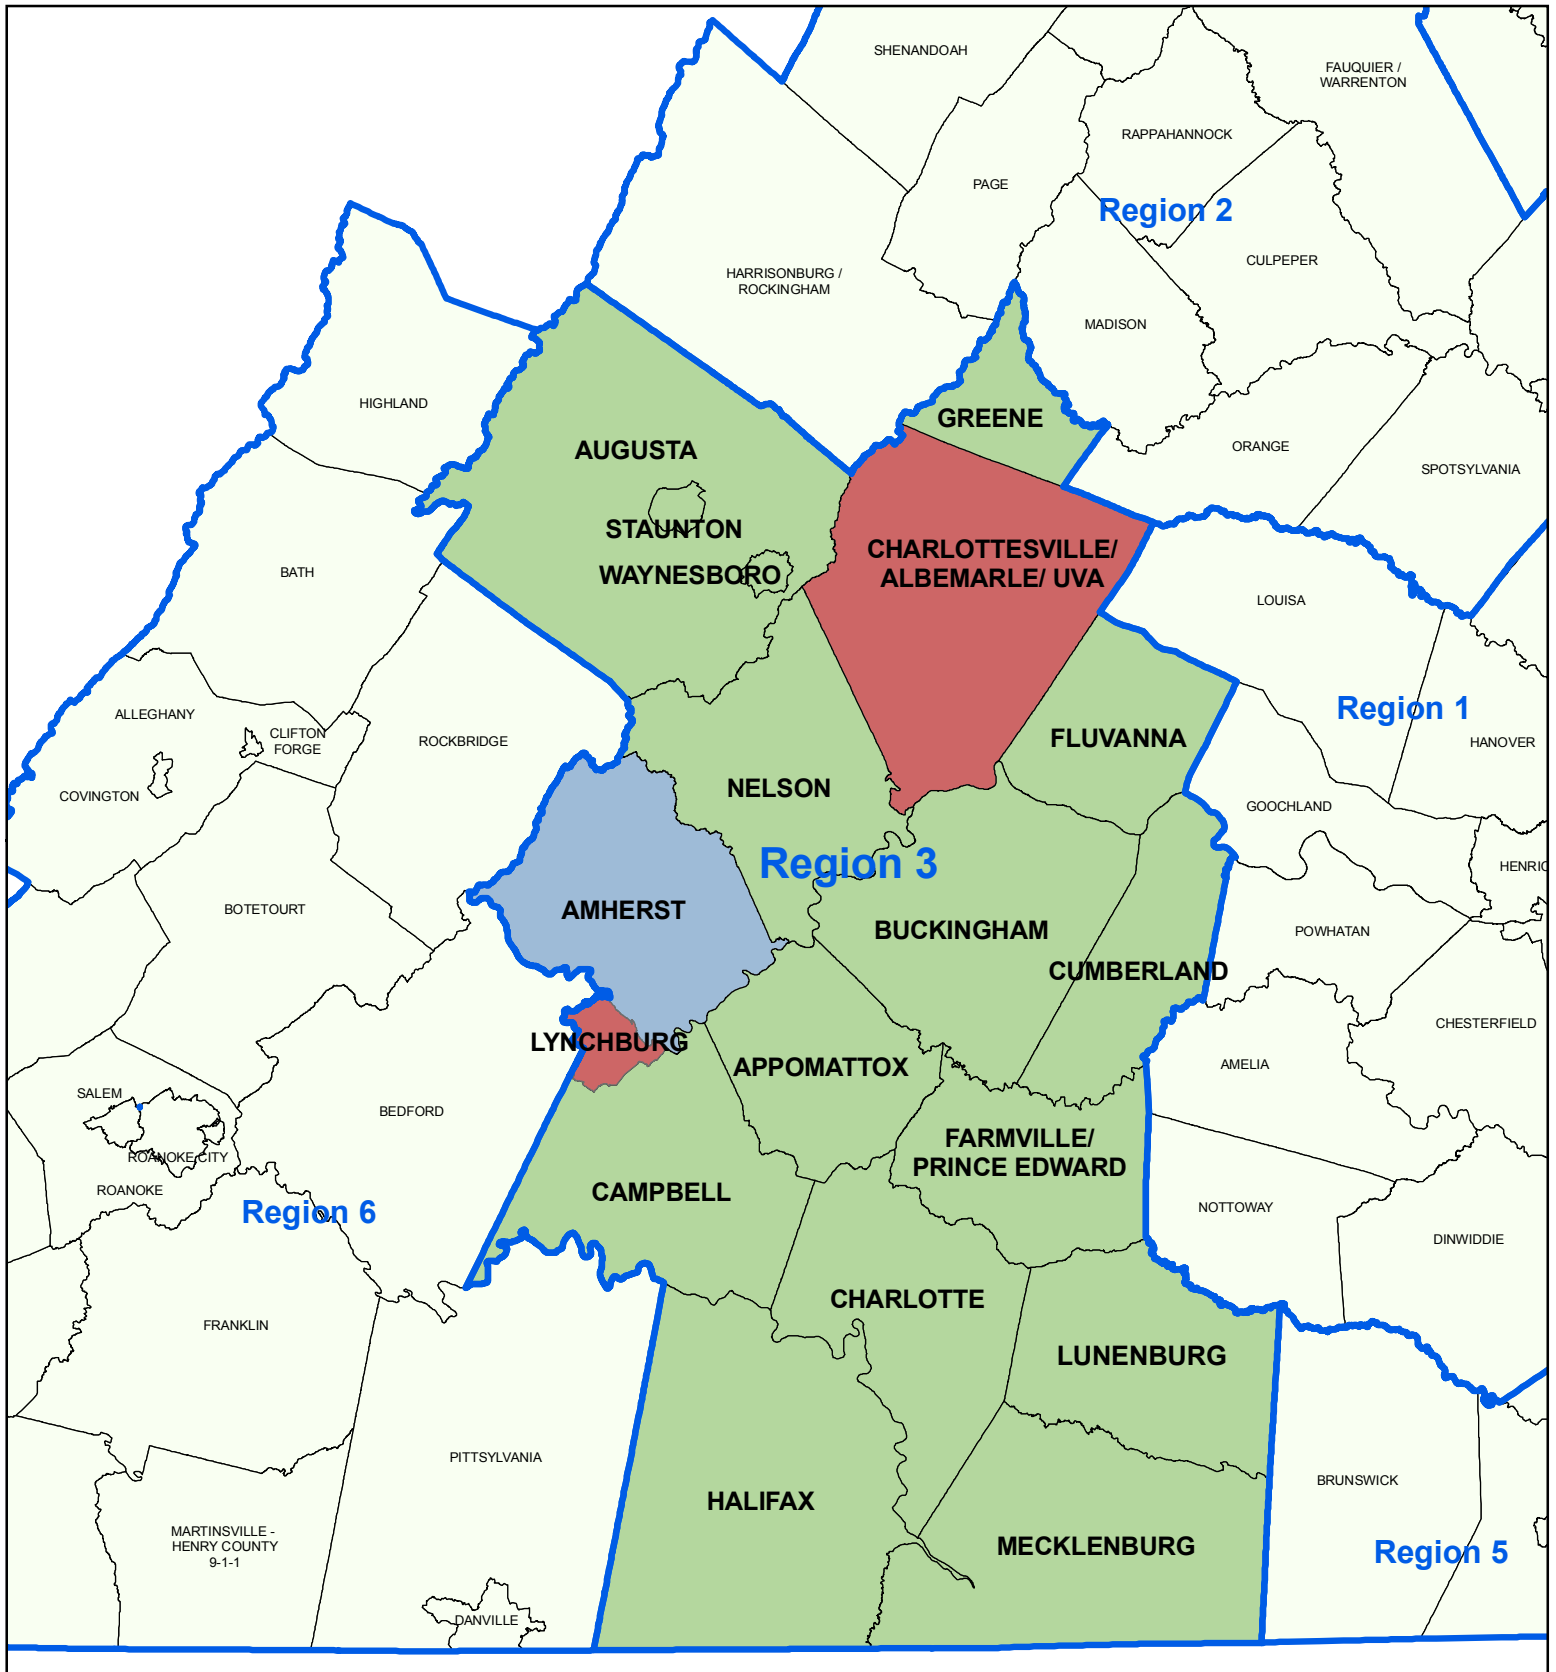 SHENANDOAH
FAUQUIER /
WARRENTON
RAPPAHANNOCK
PAGE
Region 2
CULPEPER
HARRISONBURG /
ROCKINGHAM
MADISON
HIGHLAND
GREENE
AUGUSTA
ORANGE
SPOTSYLVANIA
STAUNTON
CHARLOTTESVILLE/
ALBEMARLE/ UVA
WAYNESBORO
BATH
LOUISA
ALLEGHANY
Region 1
CLIFTON
FORGE
ROCKBRIDGE
FLUVANNA
HANOVER
COVINGTON
NELSON
GOOCHLAND
Region 3
HENRIC
BOTETOURT
AMHERST
BUCKINGHAM
POWHATAN
CUMBERLAND
CHESTERFIELD
LYNCHBURG
APPOMATTOX
AMELIA
SALEM
BEDFORD
FARMVILLE/
PRINCE EDWARD
ROANOKE CITY
ROANOKE
CAMPBELL
NOTTOWAY
Region 6
DINWIDDIE
CHARLOTTE
FRANKLIN
LUNENBURG
PITTSYLVANIA
BRUNSWICK
HALIFAX
MARTINSVILLE -
HENRY COUNTY
9-1-1
MECKLENBURG
Region 5
DANVILLE